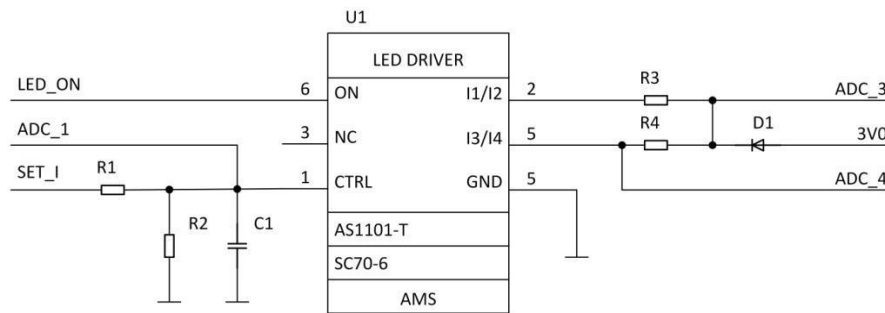 U1
LED DRIVER
LED_ON 6 ON I1/I2 2 R3 ADC_3
ADC_1 3 NC I3/I4 5 R4 D1 3V0
SET_I R1 1 CTRL GND 5 ADC_4
R2 C1
AS1101-T
SC70-6
AMS